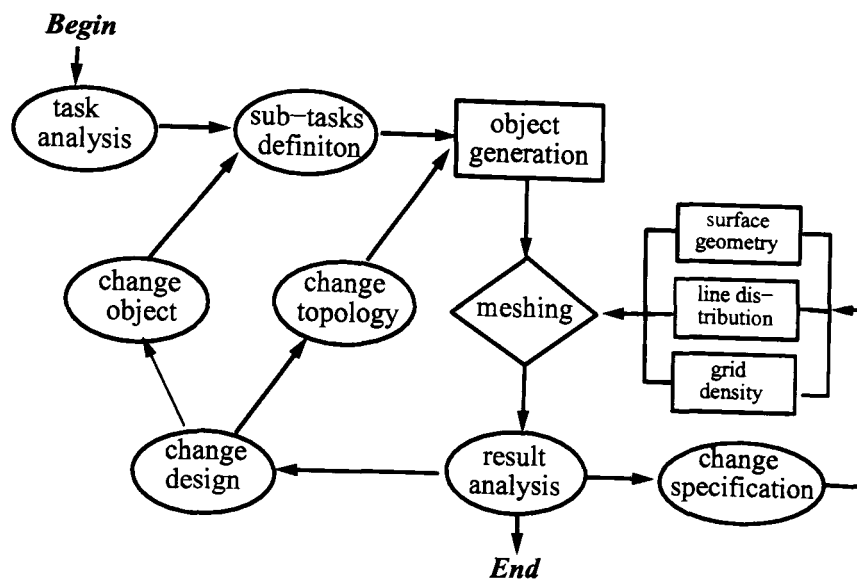 Begin
task
analysis
sub-tasks
definiton
object
generation
surface
geometry
change
object
change
topology
meshing
line dis-
tribution
grid
density
change
design
result
analysis
change
specification
End